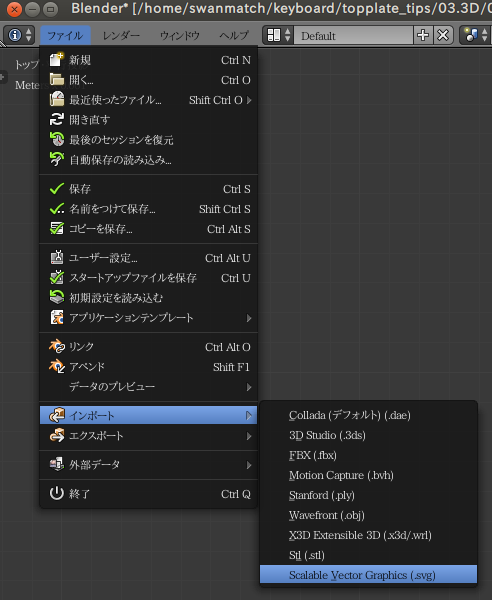 Blender* [/home/swanmatch/keyboard/topplate_tips/03.3D/0
ファイル レンダー ウィンドウ ヘルプ Default
トップ
Mete
新規 Ctrl N
開く... Ctrl O
最近使ったファイル... Shift Ctrl O
開き直す
最後のセッションを復元
自動保存の読み込み...
保存 Ctrl S
名前をつけて保存... Shift Ctrl S
コピーを保存... Ctrl Alt S
ユーザー設定... Ctrl Alt U
スタートアップファイルを保存 Ctrl U
初期設定を読み込む
アプリケーションテンプレート
リンク Ctrl Alt O
アペンド Shift F1
データのプレビュー
インポート
エクスポート
外部データ
終了 Ctrl Q
Collada (デフォルト) (.dae)
3D Studio (.3ds)
FBX (.fbx)
Motion Capture (.bvh)
Stanford (.ply)
Wavefront (.obj)
X3D Extensible 3D (.x3d/.wrl)
Stl (.stl)
Scalable Vector Graphics (.svg)